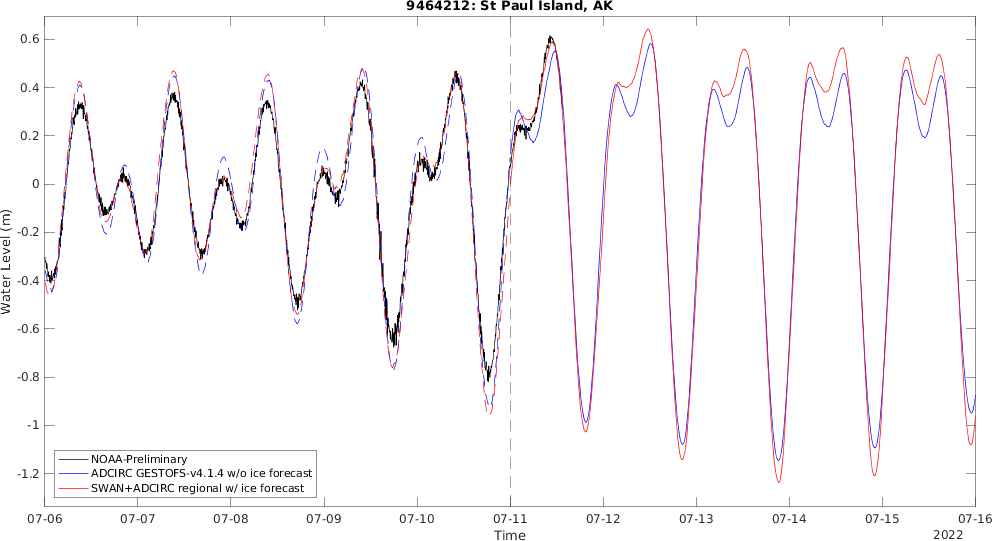 9464212: St Paul Island, AK
Water Level (m)
0.6
0.4
0.2
0
-0.2
-0.4
-0.6
-0.8
-1
-1.2
NOAA-Preliminary
ADCIRC GESTOFS-v4.1.4 w/o ice forecast
SWAN+ADCIRC regional w/ ice forecast
07-06 07-07 07-08 07-09 07-10 07-11 07-12 07-13 07-14 07-15 07-16
Time
2022